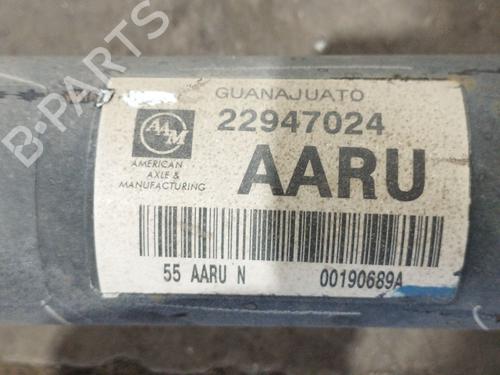 B-PARTS
GUANAJUATO
22947024
AAM
AMERICAN
AXLE &
MANUFACTURING
AARU
55 AARU N
00190689A